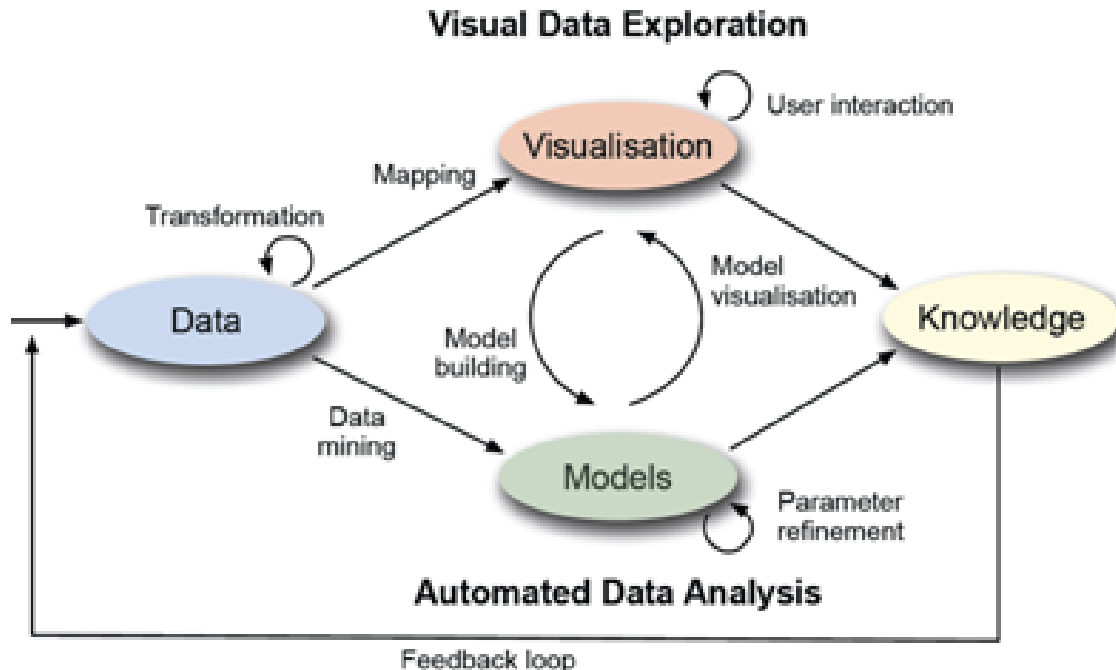 Visual Data Exploration
User interaction
Visualisation
Mapping
Transformation
Model
visualisation
Data
Knowledge
Model
building
Data
mining
Models
Parameter
refinement
Automated Data Analysis
Feedback loop